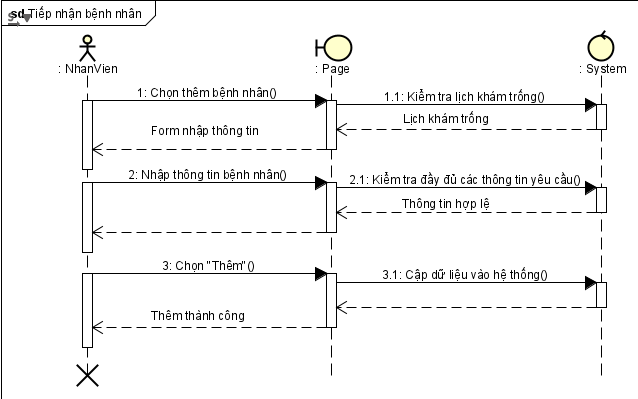 sd Tiếp nhận bệnh nhân
: NhanVien
: Page
: System
1: Chọn thêm bệnh nhân()
1.1: Kiểm tra lịch khám trống()
Lịch khám trống
Form nhập thông tin
2: Nhập thông tin bệnh nhân()
2.1: Kiểm tra đầy đủ các thông tin yêu cầu()
Thông tin hợp lệ
3: Chọn "Thêm"()
3.1: Cập dữ liệu vào hệ thống()
Thêm thành công